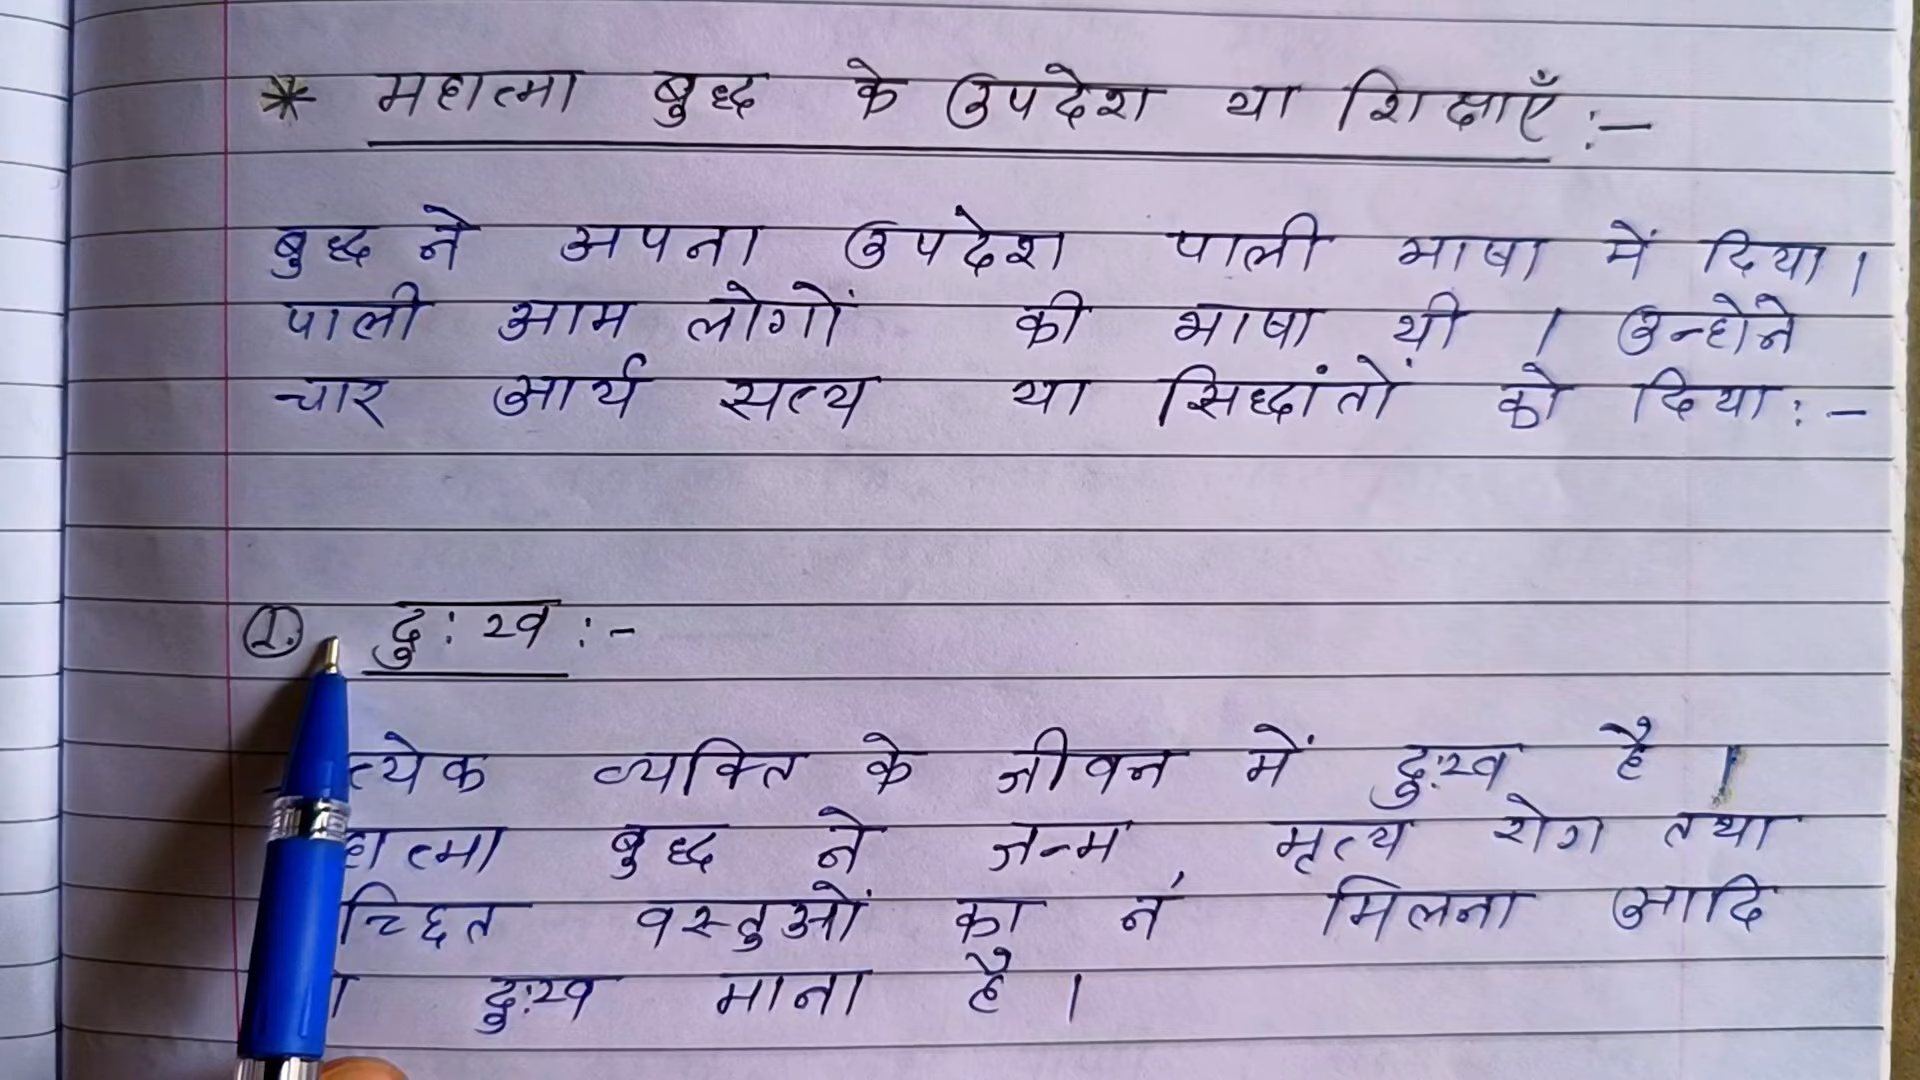 * महात्मा बुद्ध के उपदेश या शिक्षाएँ :-
बुद्ध ने अपना उपदेश पाली भाषा में दिया।
पाली आम लोगों की भाषा थी । उन्होने
चार आर्य सत्य या सिद्धांतों को दिया:-
1. दु:ख :-
त्येक व्यक्ति के जीवन में दु:ख है ।
हात्मा बुद्ध ने जन्म, मृत्य रोग तथा
च्छित वस्तुओं का न मिलना आदि
दु:ख माना है ।